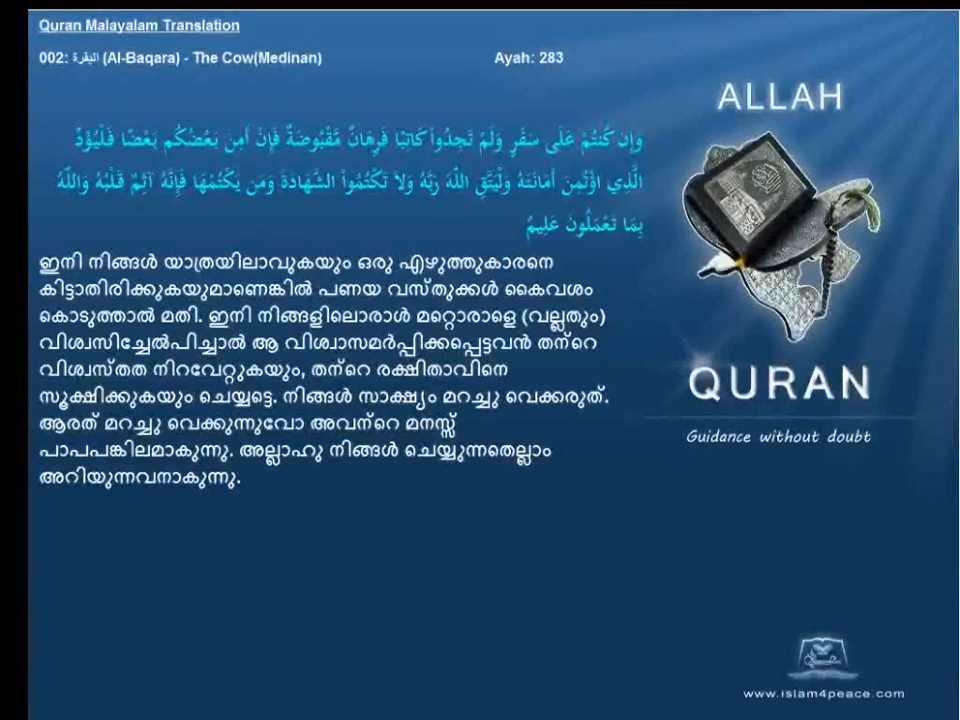 Quran Malayalam Translation
002: البقرة (Al-Baqara) - The Cow(Medinan) Ayah: 283
وَإِن كُنتُمْ عَلَى سَفَرٍ وَلَمْ تَجِدُواْ كَاتِبًا فَرِهَانٌ مَّقْبُوضَةٌ فَإِنْ أَمِنَ بَعْضُكُم بَعْضًا فَلْيُؤَدِّ
الَّذِي اؤْتُمِنَ أَمَانَتَهُ وَلْيَتَّقِ اللّهَ رَبَّهُ وَلاَ تَكْتُمُواْ الشَّهَادَةَ وَمَن يَكْتُمْهَا فَإِنَّهُ آثِمٌ قَلْبُهُ وَاللّهُ
بِمَا تَعْمَلُونَ عَلِيمٌ
ഇനി നിങ്ങള്‍ യാത്രയിലാവുകയും ഒരു എഴുത്തുകാരനെ
കിട്ടാതിരിക്കുകയുമാണെങ്കില്‍ പണയ വസ്തുക്കള്‍ കൈവശം
കൊടുത്താല്‍ മതി. ഇനി നിങ്ങളിലൊരാള്‍ മറ്റൊരാളെ (വല്ലതും)
വിശ്വസിച്ചേല്‍പിച്ചാല്‍ ആ വിശ്വാസമര്‍പ്പിക്കപ്പെട്ടവന്‍ തന്‍റെ
വിശ്വസ്തത നിറവേറ്റുകയും, തന്‍റെ രക്ഷിതാവിനെ
സൂക്ഷിക്കുകയും ചെയ്യട്ടെ. നിങ്ങള്‍ സാക്ഷ്യം മറച്ചു വെക്കരുത്.
ആരത് മറച്ചു വെക്കുന്നുവോ അവന്‍റെ മനസ്സ്
പാപപങ്കിലമാകുന്നു. അല്ലാഹു നിങ്ങള്‍ ചെയ്യുന്നതെല്ലാം
അറിയുന്നവനാകുന്നു.
ALLAH
QURAN
Guidance without doubt
www.islam4peace.com